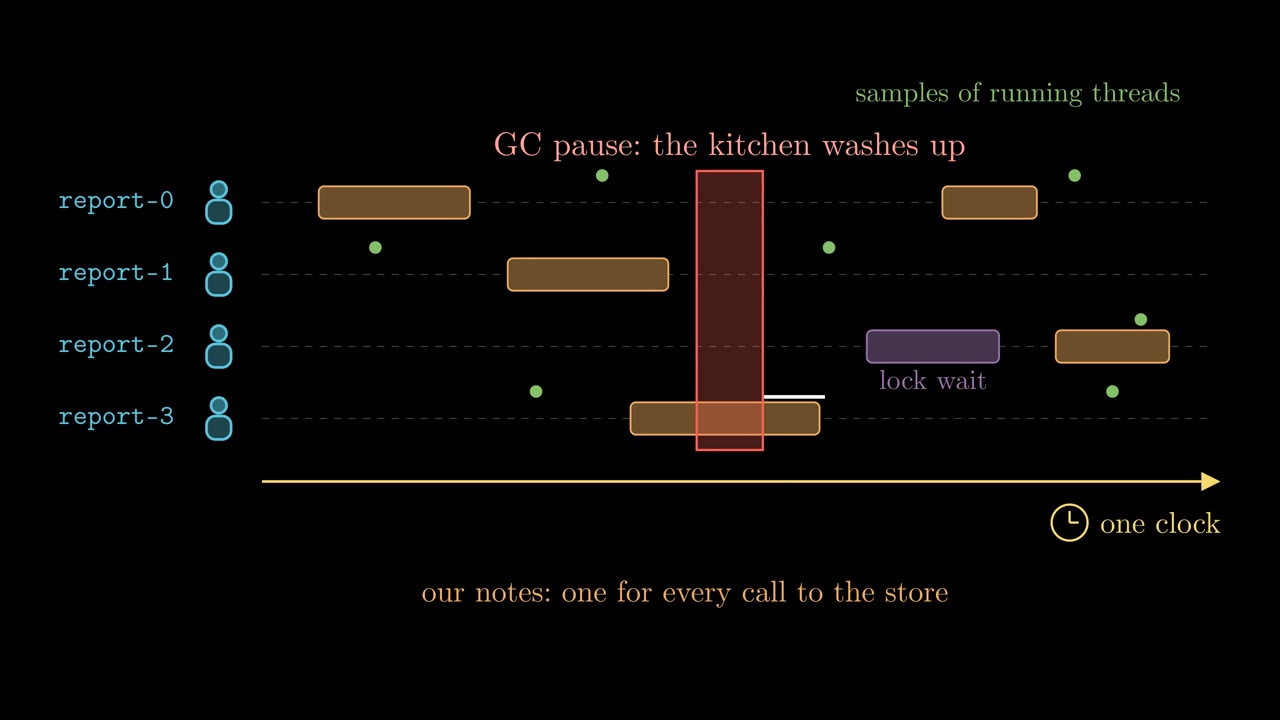 samples of running threads
GC pause: the kitchen washes up
report-0
report-1
report-2
lock wait
report-3
one clock
our notes: one for every call to the store